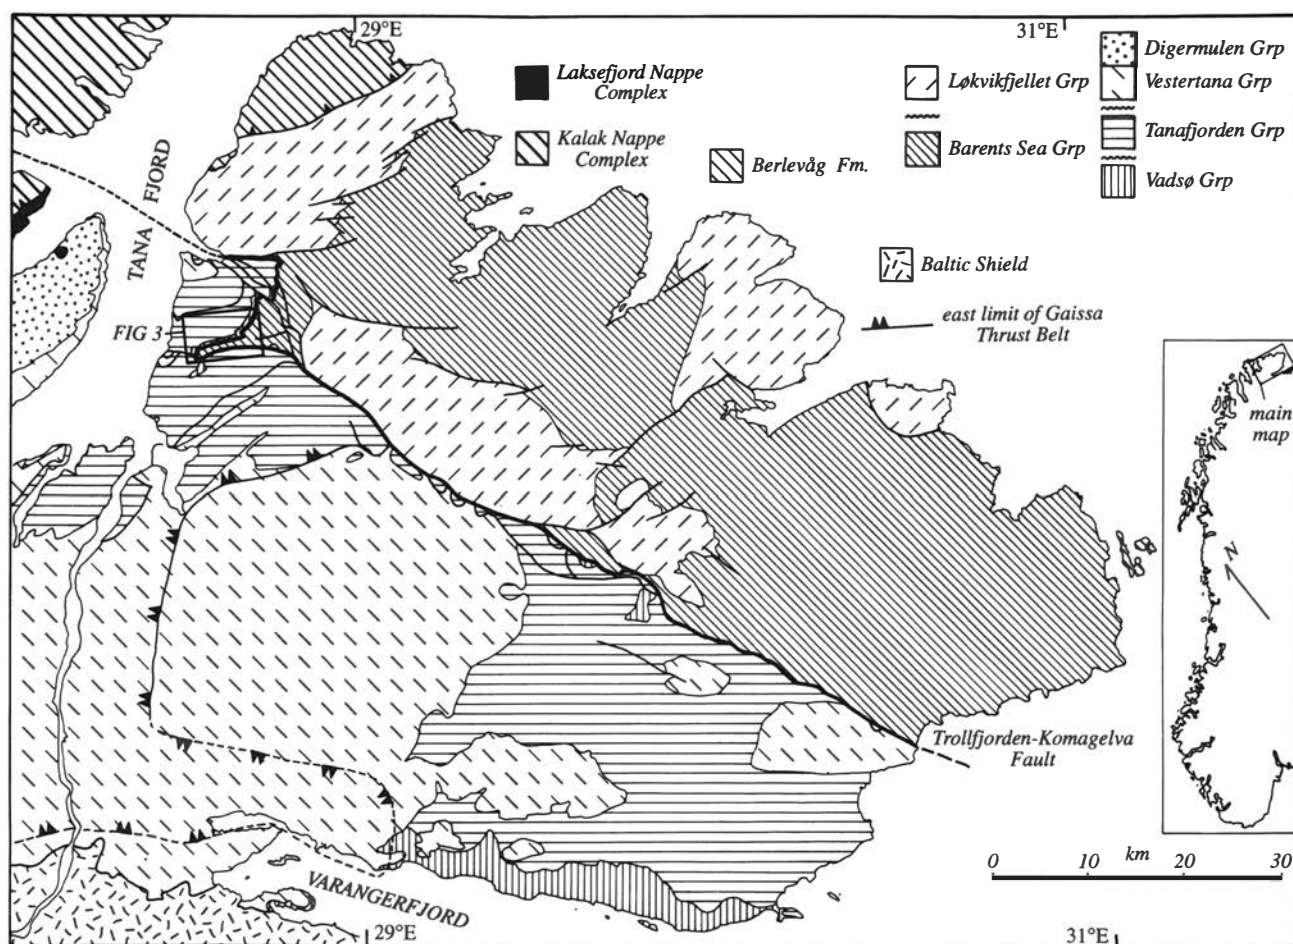 29°E
31°E
Laksefjord Nappe
Complex
Kalak Nappe
Complex
Berlevåg Fm.
Løkvikfjellet Grp
Barents Sea Grp
Digermulen Grp
Vestertana Grp
Tanafjorden Grp
Vadsø Grp
Baltic Shield
east limit of Gaissa
Thrust Belt
TANA FJORD
FIG 3
main
map
N
Trollfjorden-Komagelva
Fault
0 10 km 20 30
VARANGERFJORD
29°E
31°E